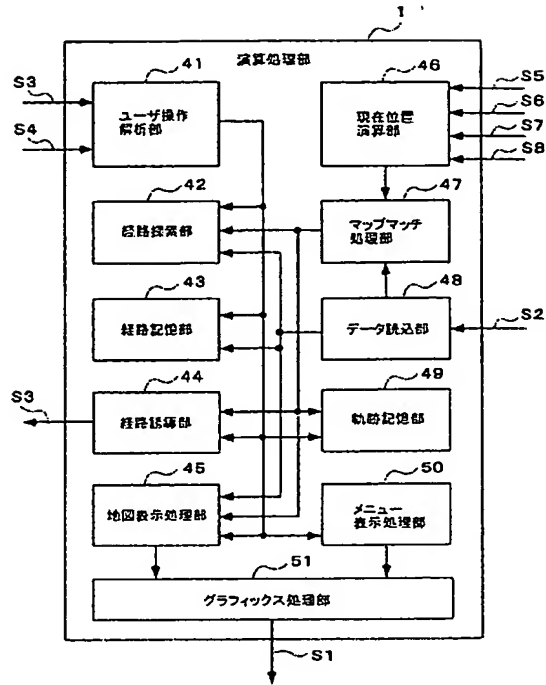 1
演算処理部
41
46
S3
S4
ユーザ操作
解析部
現在位置
演算部
S5
S6
S7
S8
42
経路探索部
47
マップマッチ
処理部
43
経路記憶部
48
データ読込部
S2
44
S3
経路誘導部
49
軌跡記憶部
45
地図表示処理部
50
メニュー
表示処理部
51
グラフィックス処理部
S1